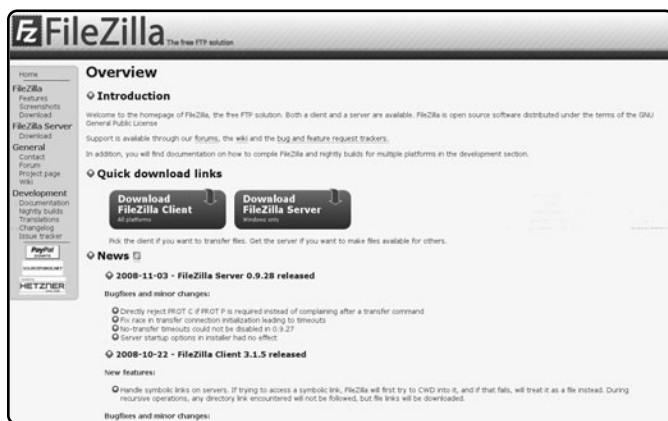 FZ FileZilla The free FTP solution
Home
FileZilla
Features
Screenshots
Download
FileZilla Server
Download
General
Contact
Forum
Project page
Wiki
Development
Documentation
Nightly builds
Translations
Changelog
Issue tracker
PayPal
SOURCEFORGE.NET
HETZNER
Overview
Introduction
Welcome to the homepage of FileZilla, the free FTP solution. Both a client and a server are available. FileZilla is open source software distributed under the terms of the GNU
General Public License
Support is available through our forums, the wiki and the bug and feature request trackers.
In addition, you will find documentation on how to compile FileZilla and nightly builds for multiple platforms in the development section.
Quick download links
Download
FileZilla Client
All platforms
Download
FileZilla Server
Windows only
Pick the client if you want to transfer files. Get the server if you want to make files available for others.
News
2008-11-03 - FileZilla Server 0.9.28 released
Bugfixes and minor changes:
Directly reject PROT C if PROT P is required instead of complaining after a transfer command
Fix race in transfer connection initialization leading to timeouts
No-transfer timeouts could not be disabled in 0.9.27
Server startup options in installer had no effect
2008-10-22 - FileZilla Client 3.1.5 released
New features:
Handle symbolic links on servers. If trying to access a symbolic link, FileZilla will first try to CWD into it, and if that fails, will treat it as a file instead. During
recursive operations, any directory link encountered will not be followed, but file links will be downloaded.
Bugfixes and minor changes: